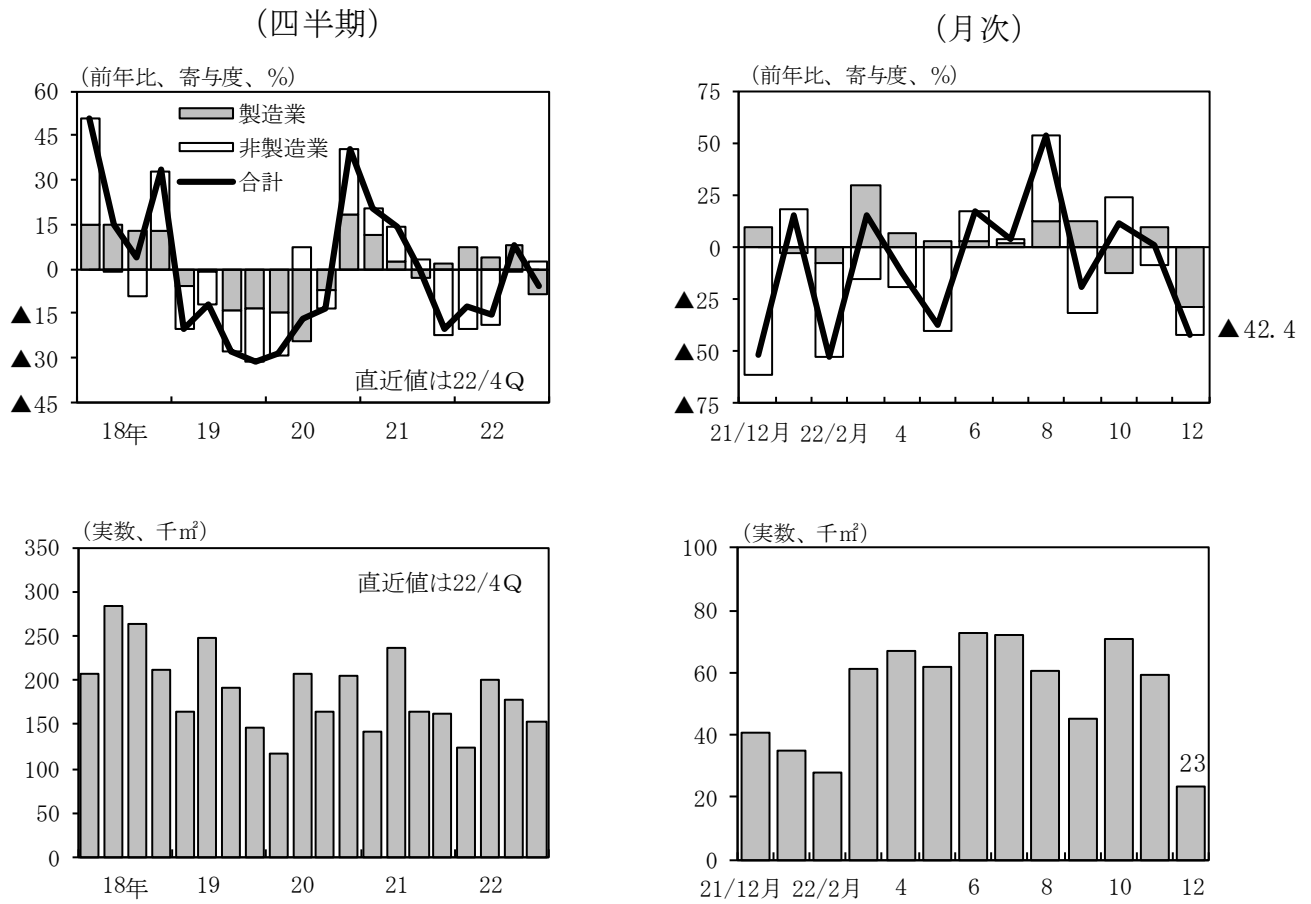 (四半期)
(前年比、寄与度、%)
60
45
30
15
0
▲15
▲30
▲45
製造業
非製造業
合計
直近値は22/4Q
18年 19 20 21 22
(月次)
(前年比、寄与度、%)
75
50
25
0
▲25
▲50
▲75
▲42.4
21/12月 22/2月 4 6 8 10 12
(実数、千㎡)
350
300
250
200
150
100
50
0
直近値は22/4Q
18年 19 20 21 22
(実数、千㎡)
100
80
60
40
20
0
23
21/12月 22/2月 4 6 8 10 12